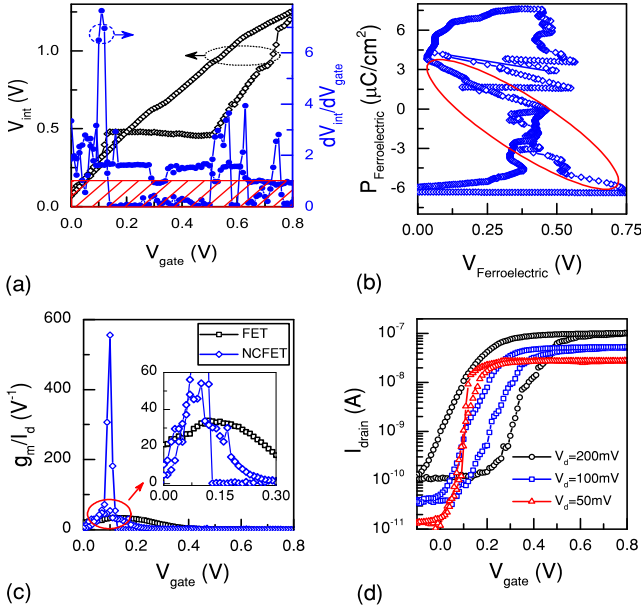 V_int (V)
1.0
0.5
0.0
0.0 0.2 0.4 0.6 0.8
V_gate (V)
6
4
2
0
dV_int/dV_gate
(a)
P_Ferroelectric (μC/cm²)
6
3
0
-3
-6
0.00 0.25 0.50 0.75
V_Ferroelectric (V)
(b)
g_m/I_d (V⁻¹)
600
400
200
0
FET
NCFET
60
40
20
0
0.00 0.15 0.30
0.0 0.2 0.4 0.6 0.8
V_gate (V)
(c)
I_drain (A)
10⁻⁷
10⁻⁸
10⁻⁹
10⁻¹⁰
10⁻¹¹
V_d=200mV
V_d=100mV
V_d=50mV
0.0 0.2 0.4 0.6 0.8
V_gate (V)
(d)